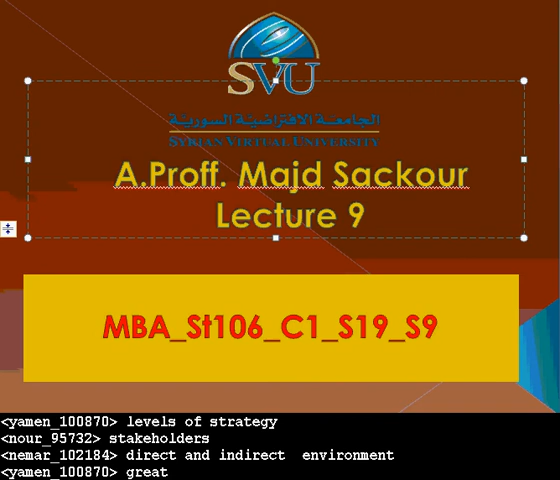 SVU
الجامعة الافتراضية السورية
SYRIAN VIRTUAL UNIVERSITY
A.Proff. Majd Sackour
Lecture 9
MBA_St106_C1_S19_S9
<yamen_100870> levels of strategy
<nour_95732> stakeholders
<nemar_102184> direct and indirect  environment
<yamen_100870> great